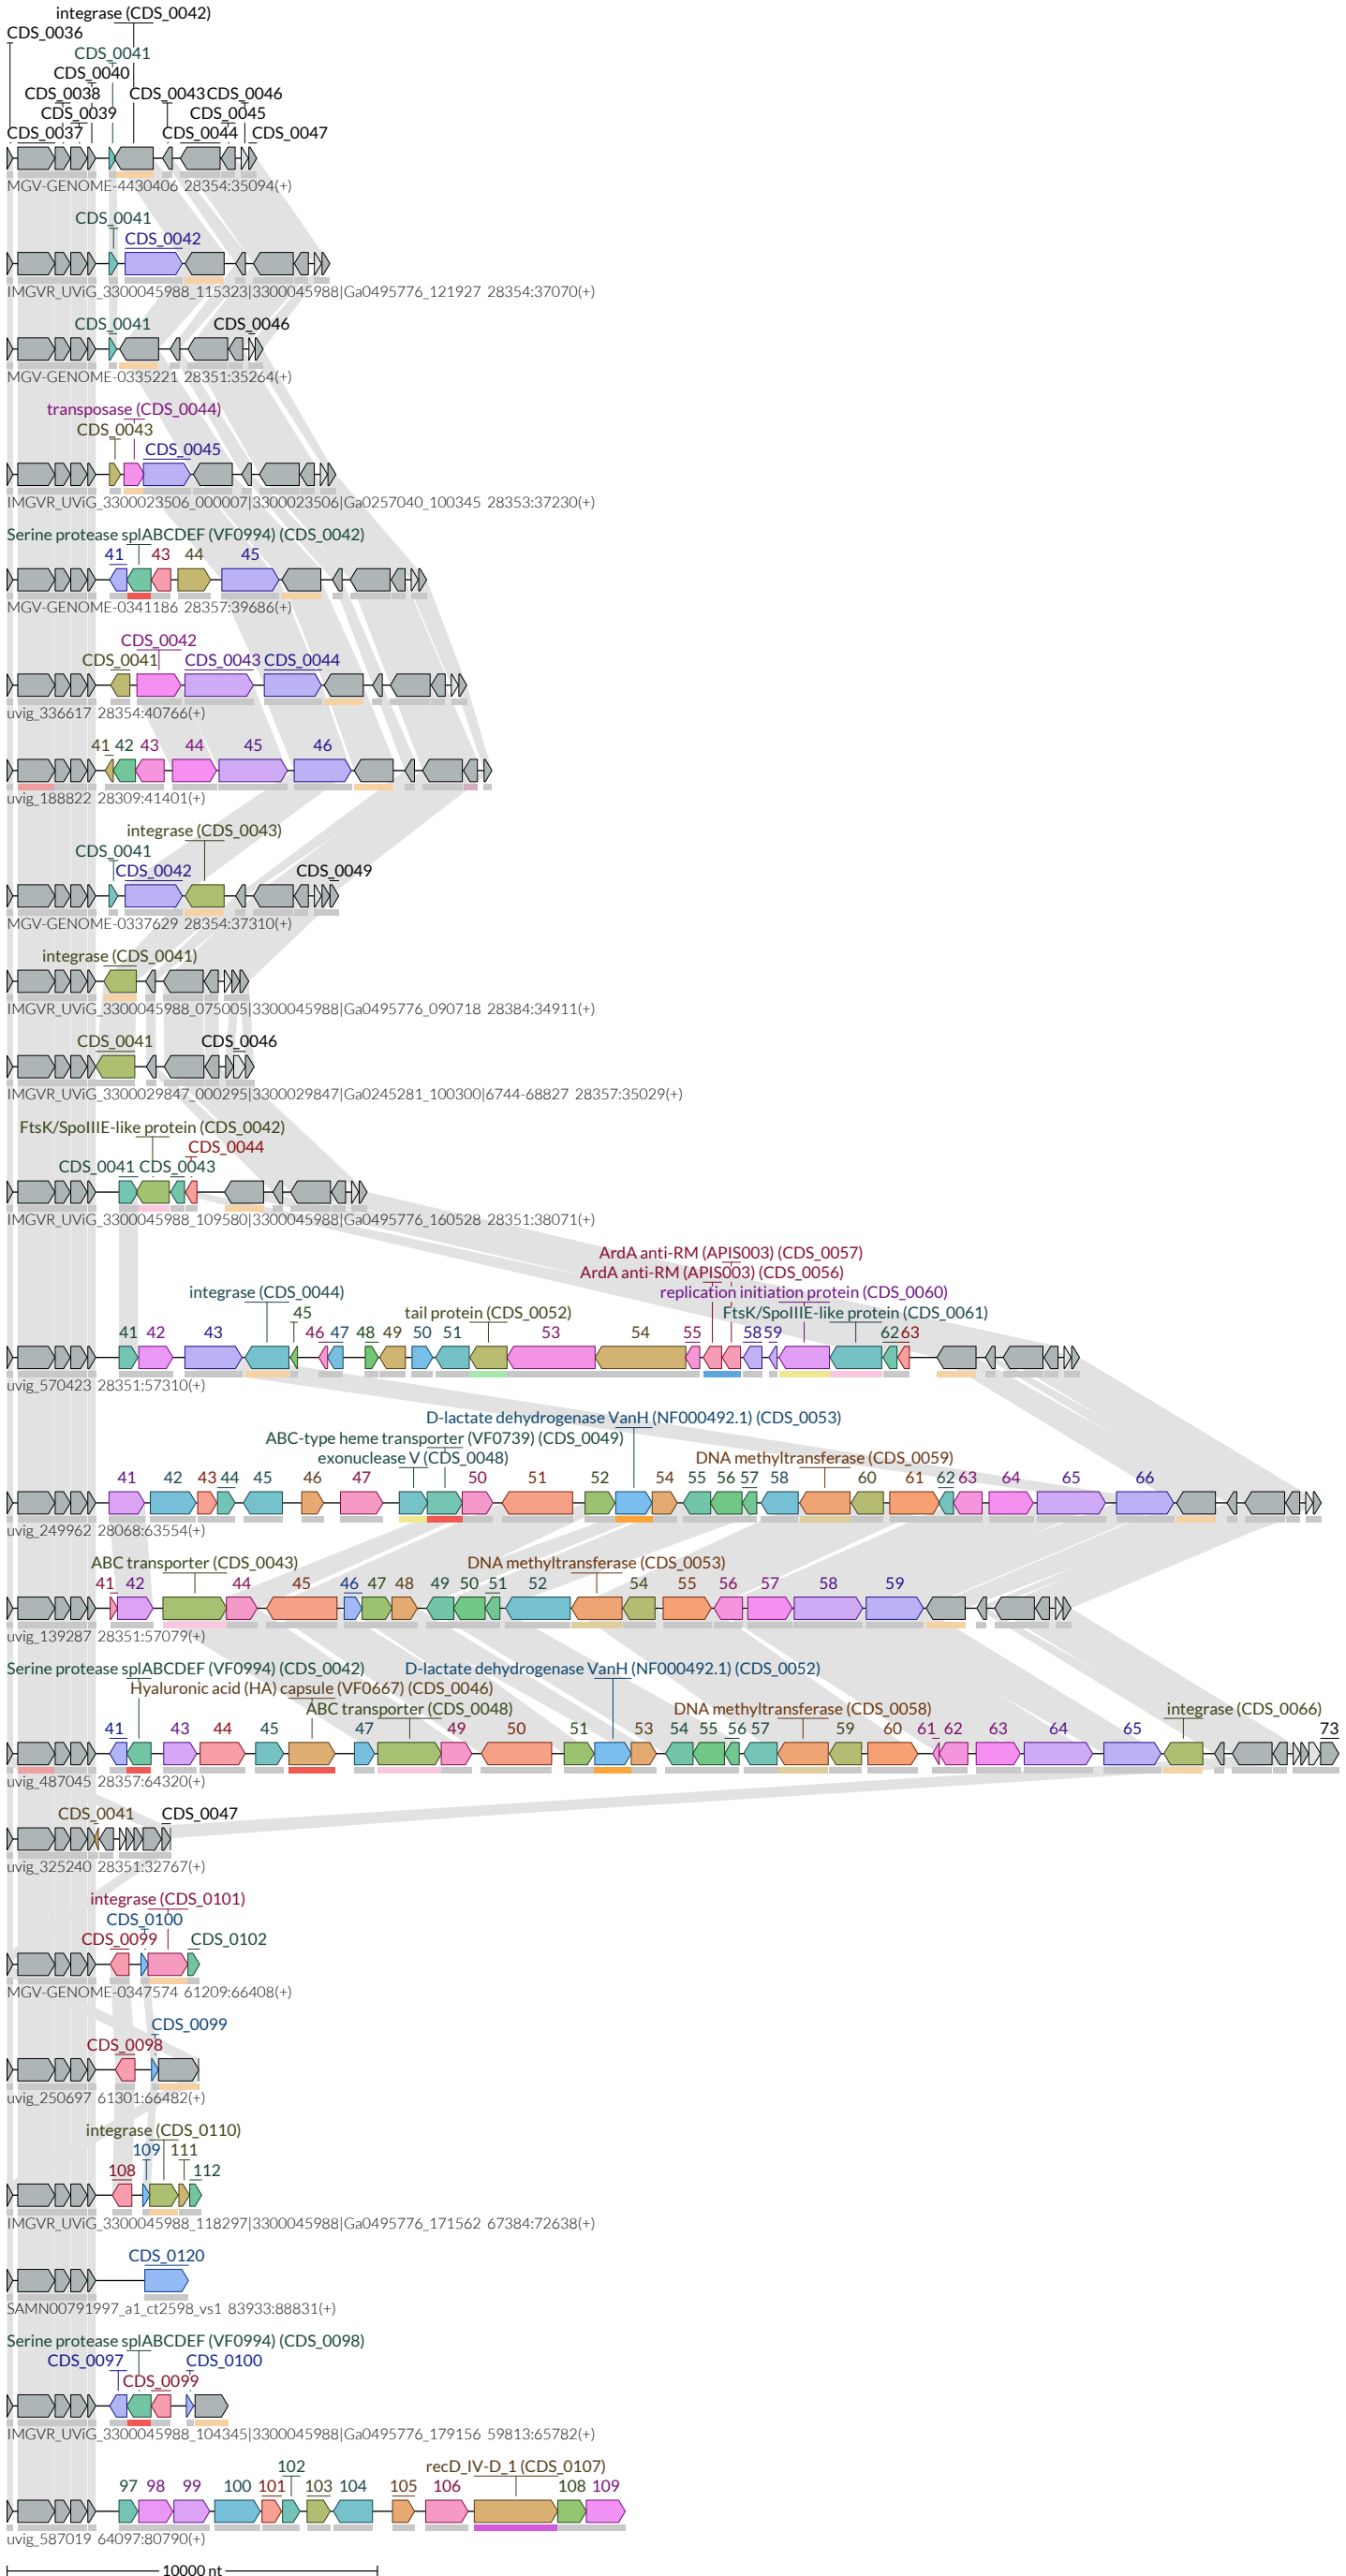 integrase (CDS_0042)
CDS_0036
CDS_0041
CDS_0040
CDS_0038 CDS_0043 CDS_0046
CDS_0039 CDS_0045
CDS_0037 CDS_0044 CDS_0047
MGV-GENOME-4430406 28354:35094(+)
CDS_0041
CDS_0042
IMGVR_UViG_3300045988_115323|3300045988|Ga0495776_121927 28354:37070(+)
CDS_0041 CDS_0046
MGV-GENOME-0335221 28351:35264(+)
transposase (CDS_0044)
CDS_0043
CDS_0045
IMGVR_UViG_3300023506_000007|3300023506|Ga0257040_100345 28353:37230(+)
Serine protease splABCDEF (VF0994) (CDS_0042)
41 43 44 45
MGV-GENOME-0341186 28357:39686(+)
CDS_0042
CDS_0041 CDS_0043 CDS_0044
uvig_336617 28354:40766(+)
41 42 43 44 45 46
uvig_188822 28309:41401(+)
integrase (CDS_0043)
CDS_0041
CDS_0042 CDS_0049
MGV-GENOME-0337629 28354:37310(+)
integrase (CDS_0041)
IMGVR_UViG_3300045988_075005|3300045988|Ga0495776_090718 28384:34911(+)
CDS_0041 CDS_0046
IMGVR_UViG_3300029847_000295|3300029847|Ga0245281_100300|6744-68827 28357:35029(+)
FtsK/SpoIIIE-like protein (CDS_0042)
CDS_0044
CDS_0041 CDS_0043
IMGVR_UViG_3300045988_109580|3300045988|Ga0495776_160528 28351:38071(+)
ArdA anti-RM (APIS003) (CDS_0057)
ArdA anti-RM (APIS003) (CDS_0056)
integrase (CDS_0044) replication initiation protein (CDS_0060)
45 tail protein (CDS_0052) FtsK/SpoIIIE-like protein (CDS_0061)
41 42 43 46 47 48 49 50 51 53 54 55 58 59 62 63
uvig_570423 28351:57310(+)
D-lactate dehydrogenase VanH (NF000492.1) (CDS_0053)
ABC-type heme transporter (VF0739) (CDS_0049)
exonuclease V (CDS_0048) DNA methyltransferase (CDS_0059)
41 42 43 44 45 46 47 50 51 52 54 55 56 57 58 60 61 62 63 64 65 66
uvig_249962 28068:63554(+)
ABC transporter (CDS_0043) DNA methyltransferase (CDS_0053)
41 42 44 45 46 47 48 49 50 51 52 54 55 56 57 58 59
uvig_139287 28351:57079(+)
Serine protease splABCDEF (VF0994) (CDS_0042) D-lactate dehydrogenase VanH (NF000492.1) (CDS_0052)
Hyaluronic acid (HA) capsule (VF0667) (CDS_0046)
ABC transporter (CDS_0048) DNA methyltransferase (CDS_0058) integrase (CDS_0066)
41 43 44 45 47 49 50 51 53 54 55 56 57 59 60 61 62 63 64 65 73
uvig_487045 28357:64320(+)
CDS_0041 CDS_0047
uvig_325240 28351:32767(+)
integrase (CDS_0101)
CDS_0100
CDS_0099 CDS_0102
MGV-GENOME-0347574 61209:66408(+)
CDS_0099
CDS_0098
uvig_250697 61301:66482(+)
integrase (CDS_0110)
109 111
108 112
IMGVR_UViG_3300045988_118297|3300045988|Ga0495776_171562 67384:72638(+)
CDS_0120
SAMN00791997_a1_ct2598_vs1 83933:88831(+)
Serine protease splABCDEF (VF0994) (CDS_0098)
CDS_0097 CDS_0100
CDS_0099
IMGVR_UViG_3300045988_104345|3300045988|Ga0495776_179156 59813:65782(+)
102 recD_IV-D_1 (CDS_0107)
97 98 99 100 101 103 104 105 106 108 109
uvig_587019 64097:80790(+)
10000 nt